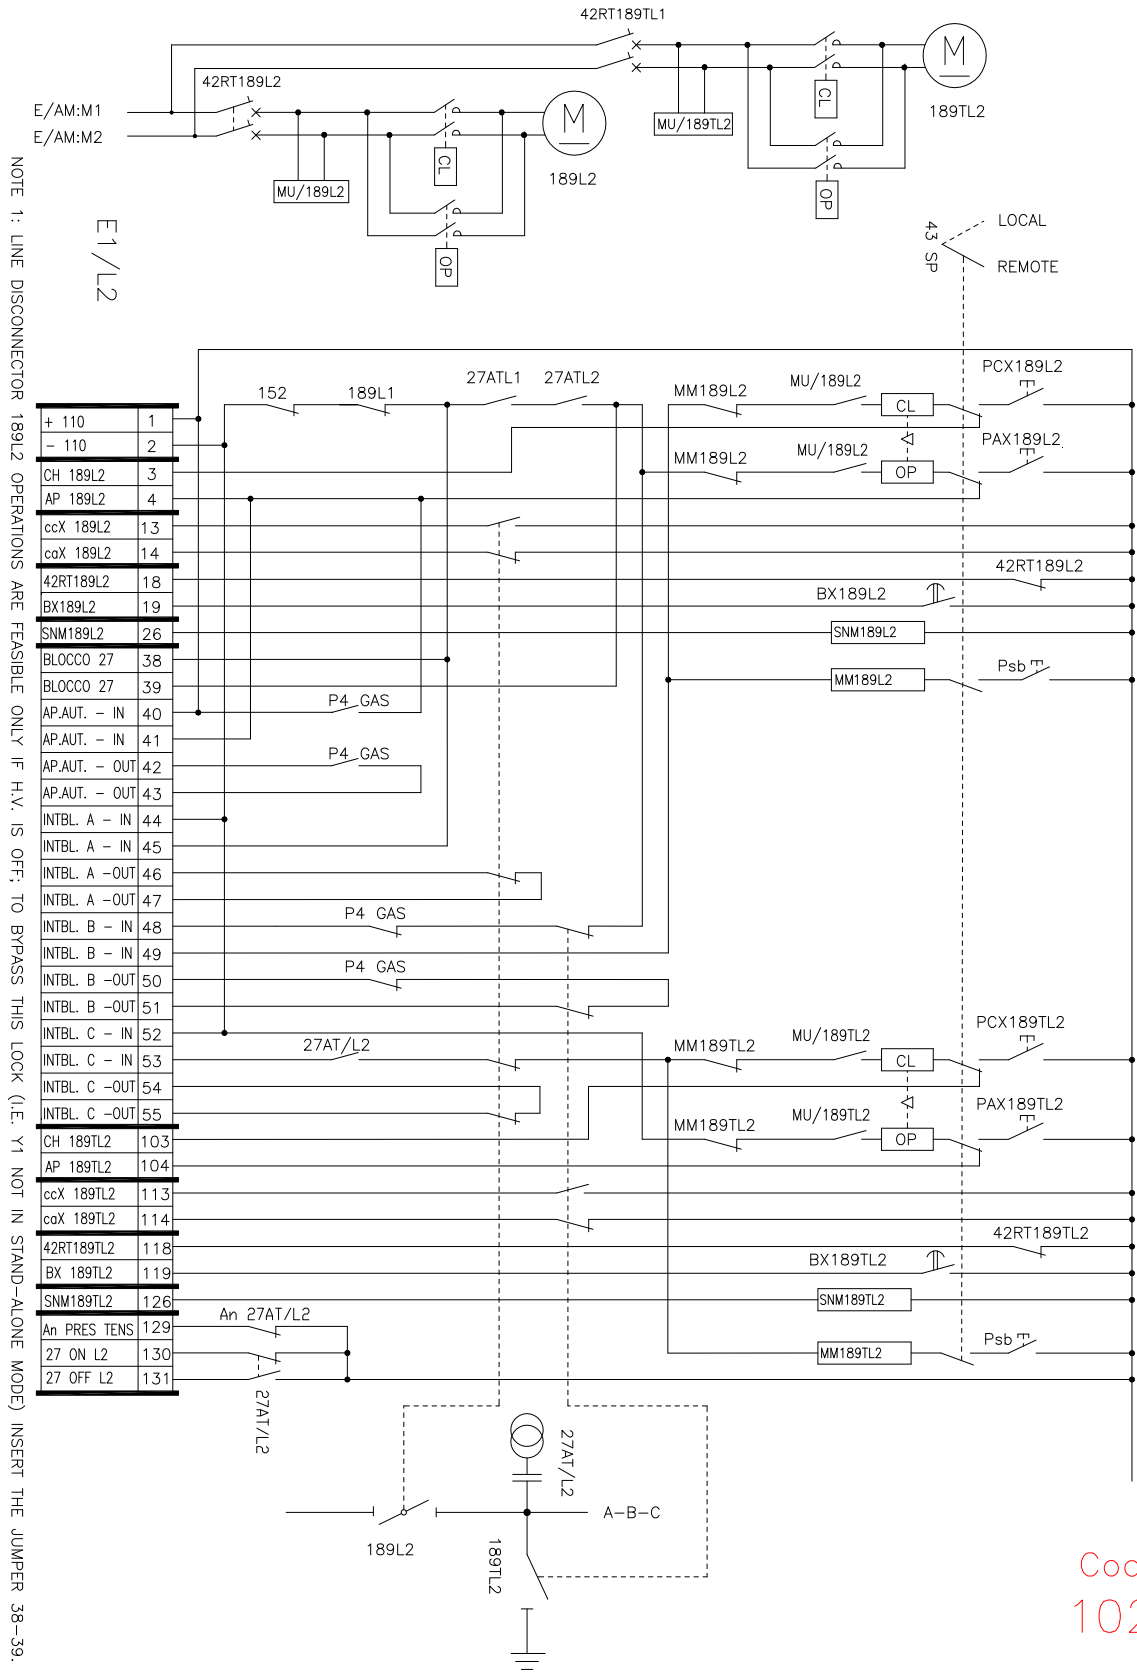 42RT189TL1
42RT189L2
E/AM:M1
E/AM:M2
M
189TL2
CL
MU/189TL2
OP
M
189L2
CL
MU/189L2
OP
E1/L2
LOCAL
REMOTE
43 SP
NOTE 1: LINE DISCONNECTOR 189L2 OPERATIONS ARE FEASIBLE ONLY IF H.V. IS OFF; TO BYPASS THIS LOCK (I.E. Y1 NOT IN STAND-ALONE MODE) INSERT THE JUMPER 38-39.
152
189L1
27ATL1
27ATL2
MM189L2
MU/189L2
CL
PCX189L2
MM189L2
MU/189L2
OP
PAX189L2
+ 110 1
- 110 2
CH 189L2 3
AP 189L2 4
ccX 189L2 13
caX 189L2 14
42RT189L2 18
BX189L2 19
SNM189L2 26
BLOCCO 27 38
BLOCCO 27 39
AP.AUT. - IN 40
AP.AUT. - IN 41
AP.AUT. - OUT 42
AP.AUT. - OUT 43
INTBL. A - IN 44
INTBL. A - IN 45
INTBL. A -OUT 46
INTBL. A -OUT 47
INTBL. B - IN 48
INTBL. B - IN 49
INTBL. B -OUT 50
INTBL. B -OUT 51
INTBL. C - IN 52
INTBL. C - IN 53
INTBL. C -OUT 54
INTBL. C -OUT 55
CH 189TL2 103
AP 189TL2 104
ccX 189TL2 113
caX 189TL2 114
42RT189TL2 118
BX 189TL2 119
SNM189TL2 126
An PRES TENS 129
27 ON L2 130
27 OFF L2 131
42RT189L2
BX189L2
SNM189L2
MM189L2
Psb
P4 GAS
P4 GAS
P4 GAS
P4 GAS
27AT/L2
MM189TL2
MU/189TL2
CL
PCX189TL2
MM189TL2
MU/189TL2
OP
PAX189TL2
42RT189TL2
BX189TL2
SNM189TL2
MM189TL2
Psb
An 27AT/L2
27AT/L2
27AT/L2
A-B-C
189L2
189TL2
102